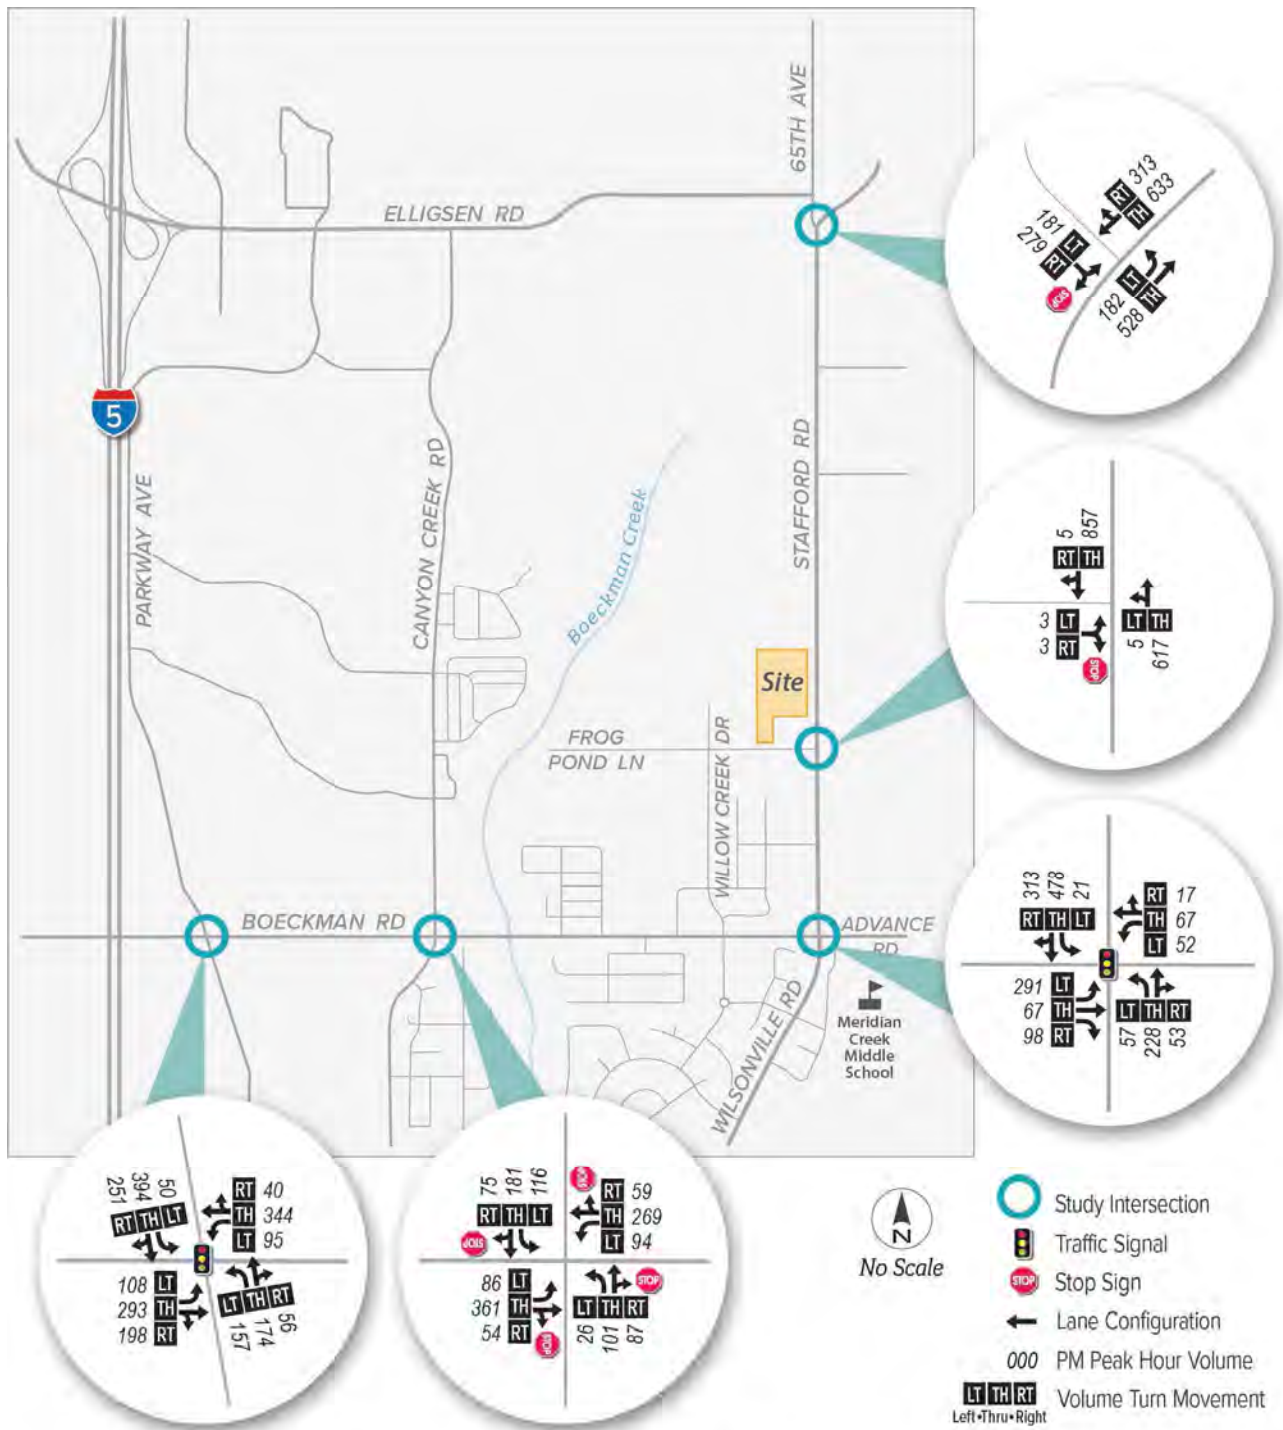 65TH AVE
ELLIGSEN RD
5
PARKWAY AVE
CANYON CREEK RD
Boeckman Creek
STAFFORD RD
Site
FROG
POND LN
WILLOW CREEK DR
BOECKMAN RD
ADVANCE
RD
WILSONVILLE RD
Meridian
Creek
Middle
School
RT 313
TH 633
181 LT
279 RT
STOP
LT 182
TH 528
5 857
RT TH
3 LT
3 RT
STOP
LT TH
5 617
313 478 21
RT TH LT
RT 17
TH 67
LT 52
291 LT
67 TH
98 RT
LT TH RT
57 228 53
251 394 50
RT TH LT
RT 40
TH 344
LT 95
108 LT
293 TH
198 RT
LT TH RT
157 174 56
75 181 116
RT TH LT
STOP
STOP
RT 59
TH 269
LT 94
86 LT
361 TH
54 RT
STOP
STOP
LT TH RT
26 101 87
N
No Scale
Study Intersection
Traffic Signal
STOP Stop Sign
Lane Configuration
000 PM Peak Hour Volume
LT TH RT Volume Turn Movement
Left•Thru•Right